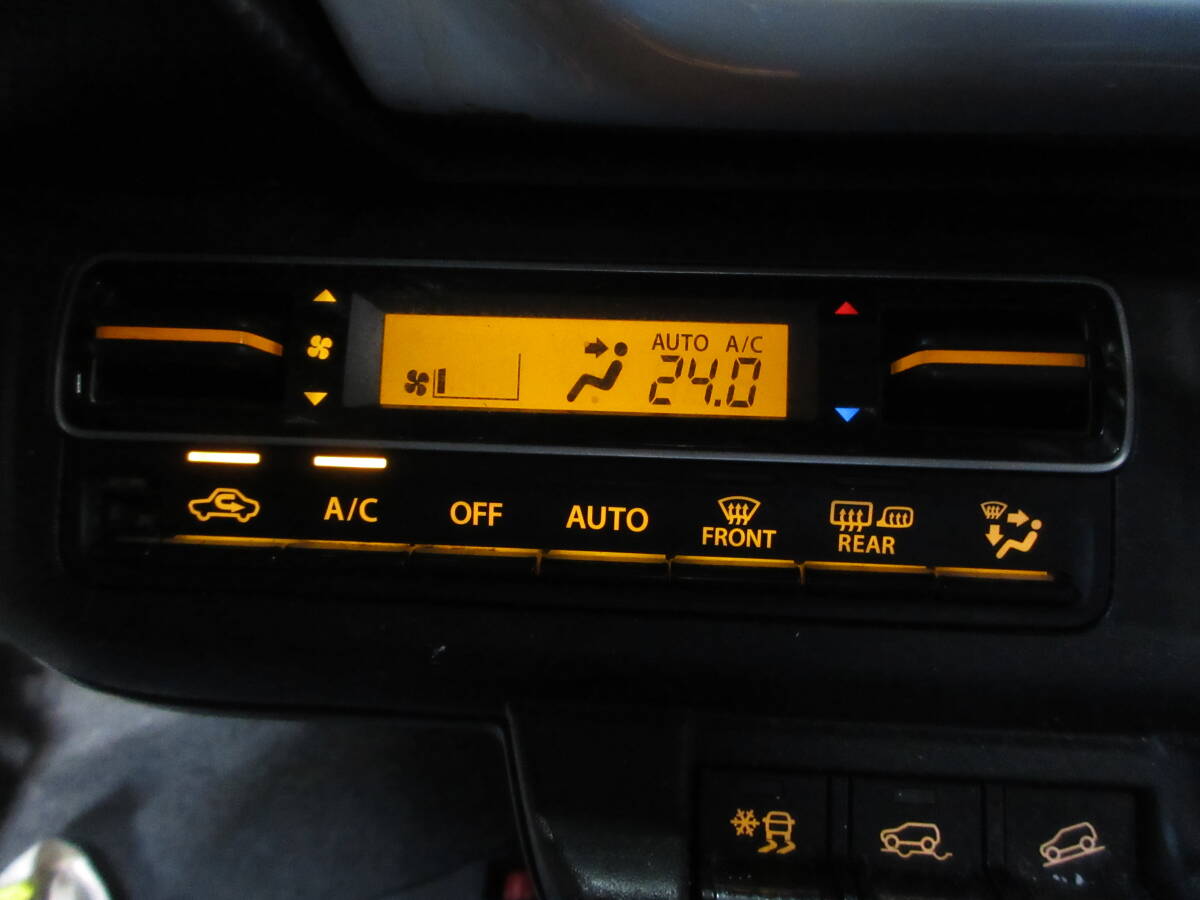 AUTO A/C
24.0
A/C OFF AUTO FRONT REAR